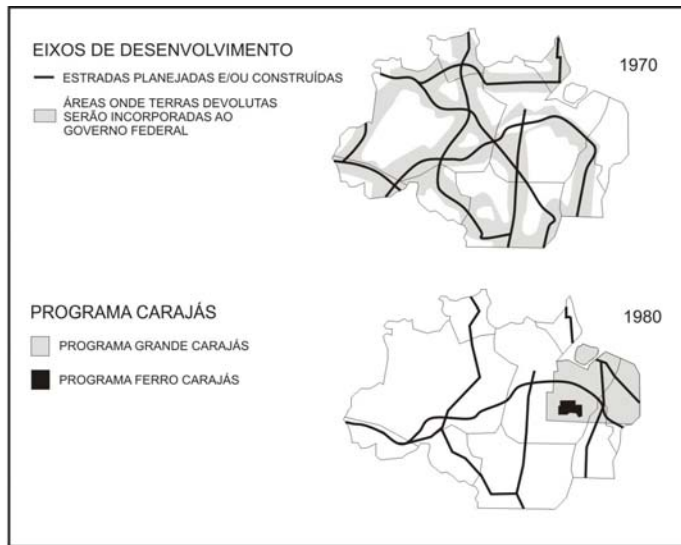 EIXOS DE DESENVOLVIMENTO
1970
ESTRADAS PLANEJADAS E/OU CONSTRUÍDAS
ÁREAS ONDE TERRAS DEVOLUTAS
SERÃO INCORPORADAS AO
GOVERNO FEDERAL
PROGRAMA CARAJÁS
1980
PROGRAMA GRANDE CARAJÁS
PROGRAMA FERRO CARAJÁS